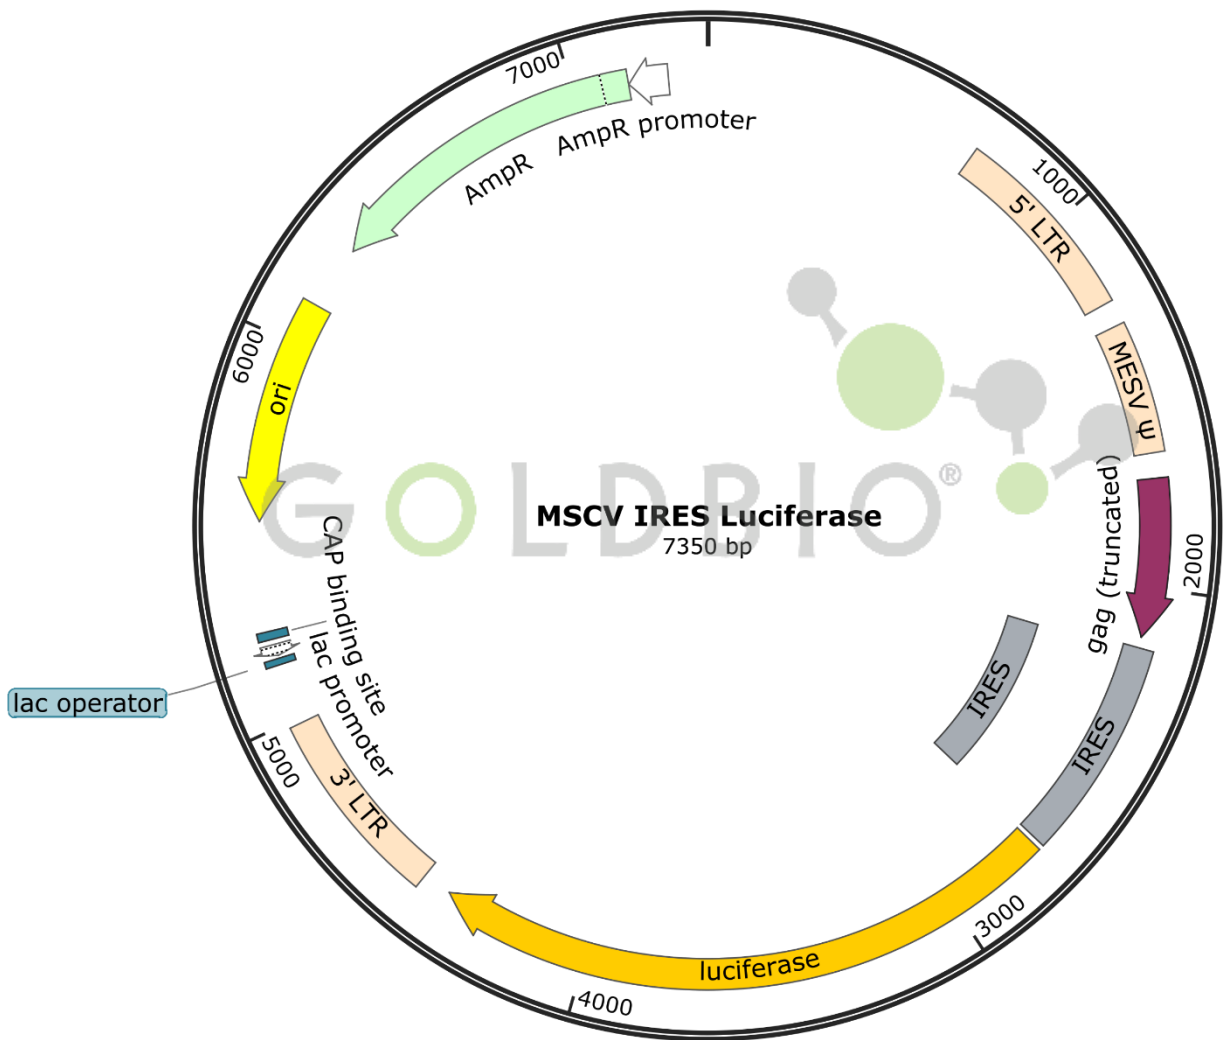 7000
AmpR promoter
AmpR
1000
5' LTR
MESV Ψ
gag (truncated)
2000
IRES
IRES
3000
luciferase
4000
3' LTR
5000
lac promoter
CAP binding site
lac operator
ori
6000
GOLDBIO®
MSCV IRES Luciferase
7350 bp